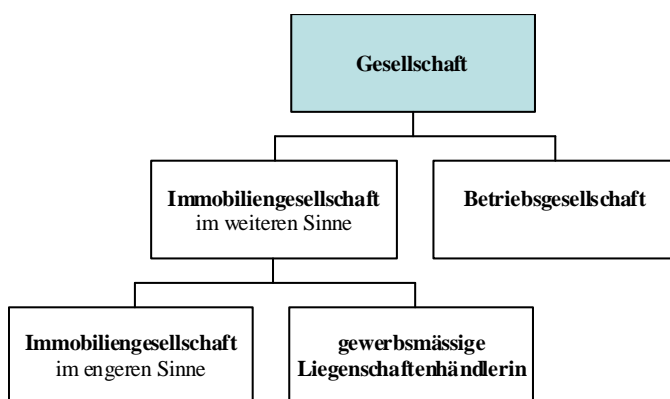 Gesellschaft
Immobiliengesellschaft
im weiteren Sinne
Betriebsgesellschaft
Immobiliengesellschaft
im engeren Sinne
gewerbsmässige
Liegenschaftenhändlerin